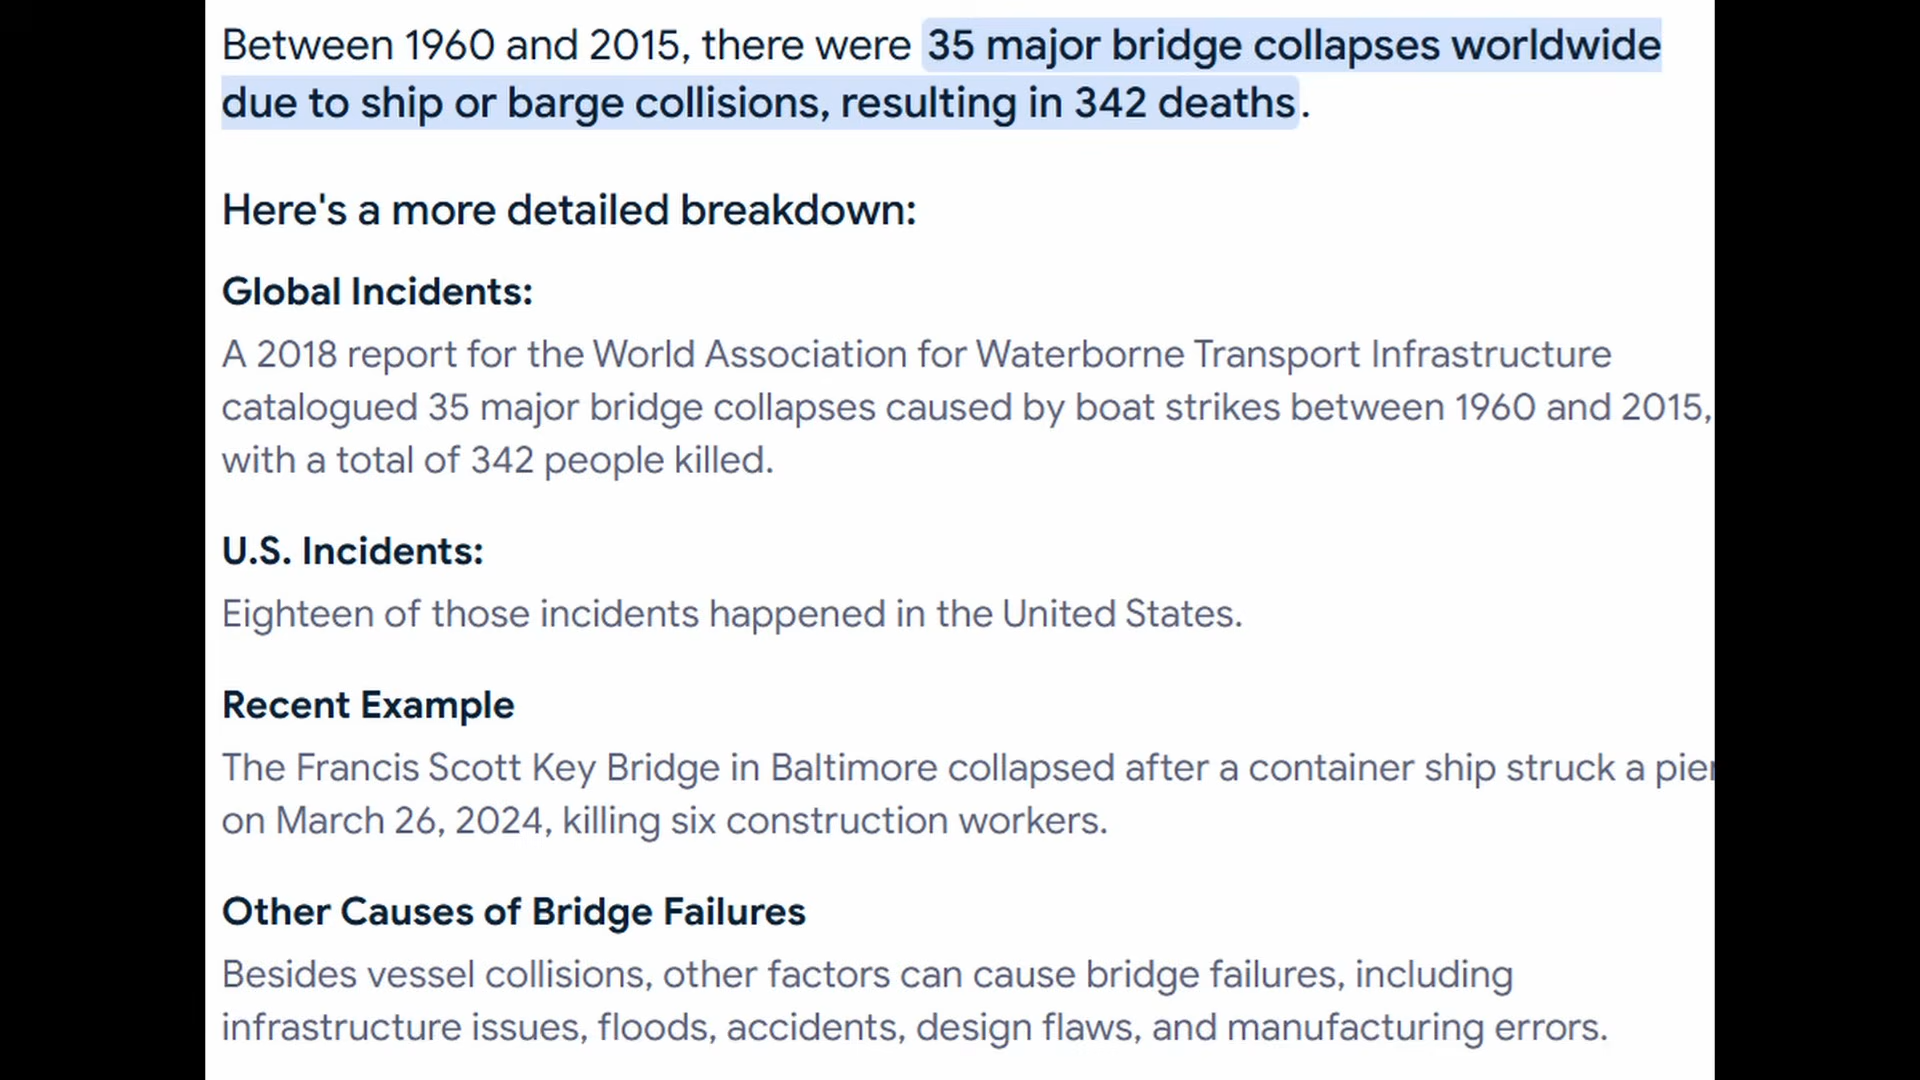 Between 1960 and 2015, there were 35 major bridge collapses worldwide
due to ship or barge collisions, resulting in 342 deaths.
Here's a more detailed breakdown:
Global Incidents:
A 2018 report for the World Association for Waterborne Transport Infrastructure
catalogued 35 major bridge collapses caused by boat strikes between 1960 and 2015,
with a total of 342 people killed.
U.S. Incidents:
Eighteen of those incidents happened in the United States.
Recent Example
The Francis Scott Key Bridge in Baltimore collapsed after a container ship struck a pier
on March 26, 2024, killing six construction workers.
Other Causes of Bridge Failures
Besides vessel collisions, other factors can cause bridge failures, including
infrastructure issues, floods, accidents, design flaws, and manufacturing errors.